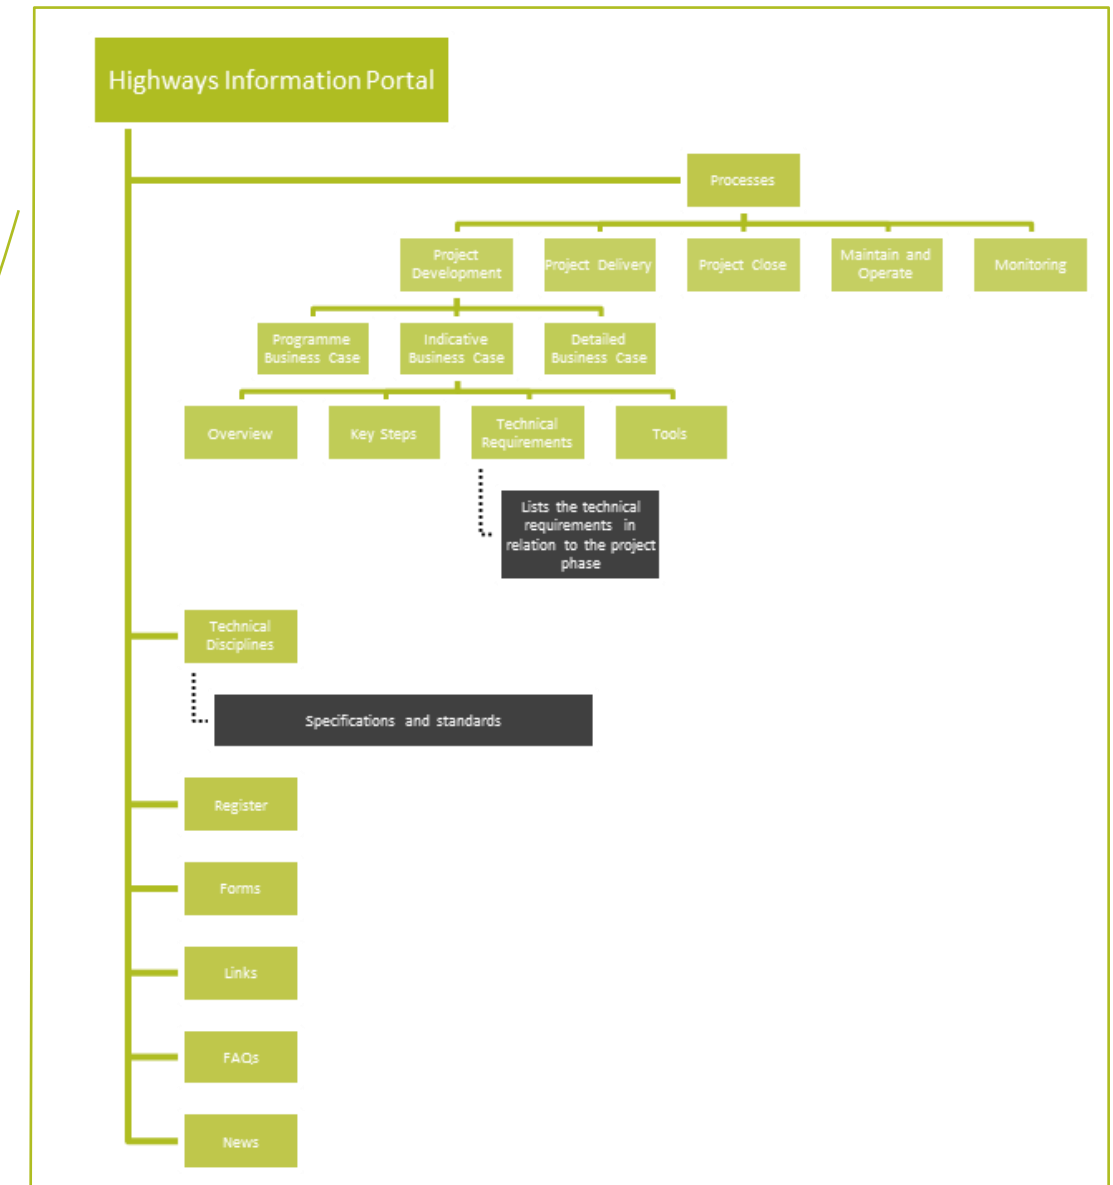 Highways Information Portal
Processes
Project
Development
Project Delivery
Project Close
Maintain and
Operate
Monitoring
Programme
Business Case
Indicative
Business Case
Detailed
Business Case
Overview
Key Steps
Technical
Requirements
Tools
Lists the technical
requirements in
relation to the project
phase
Technical
Disciplines
Specifications and standards
Register
Forms
Links
FAQs
News